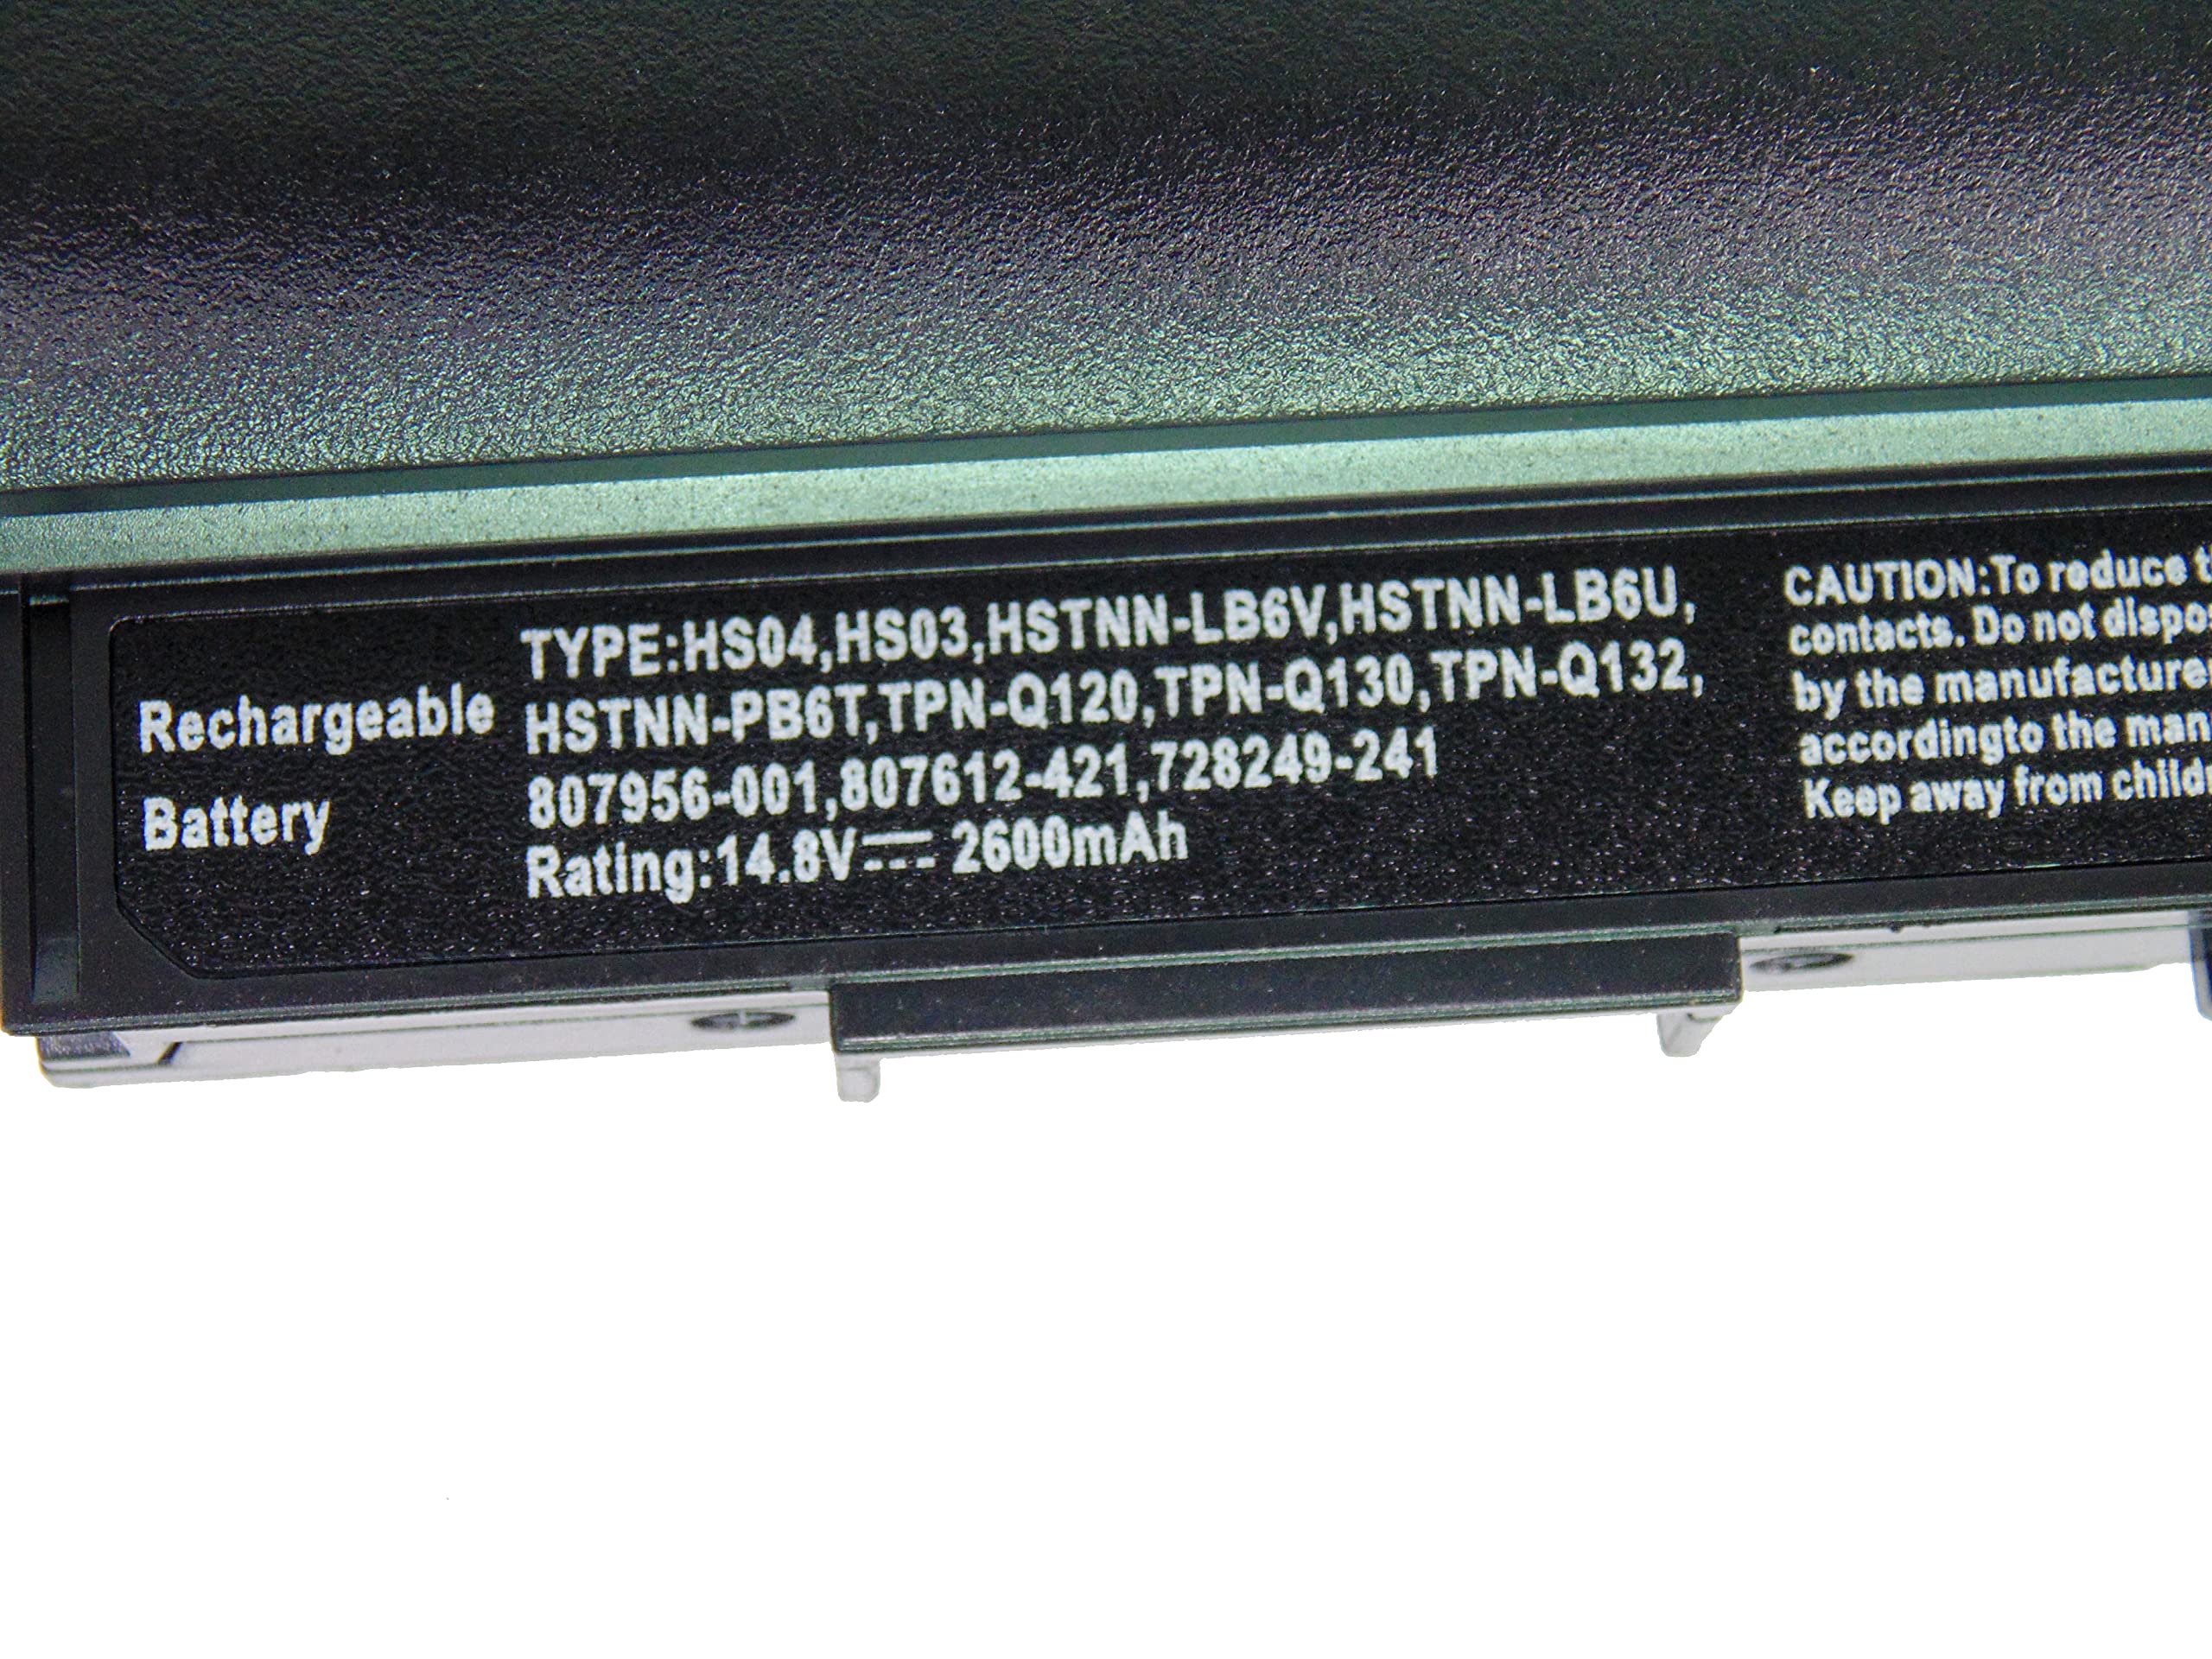 Rechargeable
Battery
TYPE:HS04,HS03,HSTNN-LB6V,HSTNN-LB6U,
HSTNN-PB6T,TPN-Q120,TPN-Q130,TPN-Q132,
807956-001,807612-421,728249-241
Rating:14.8V⎓ 2600mAh
CAUTION:To reduce
contacts. Do not
by the
accordingto the
Keep away from